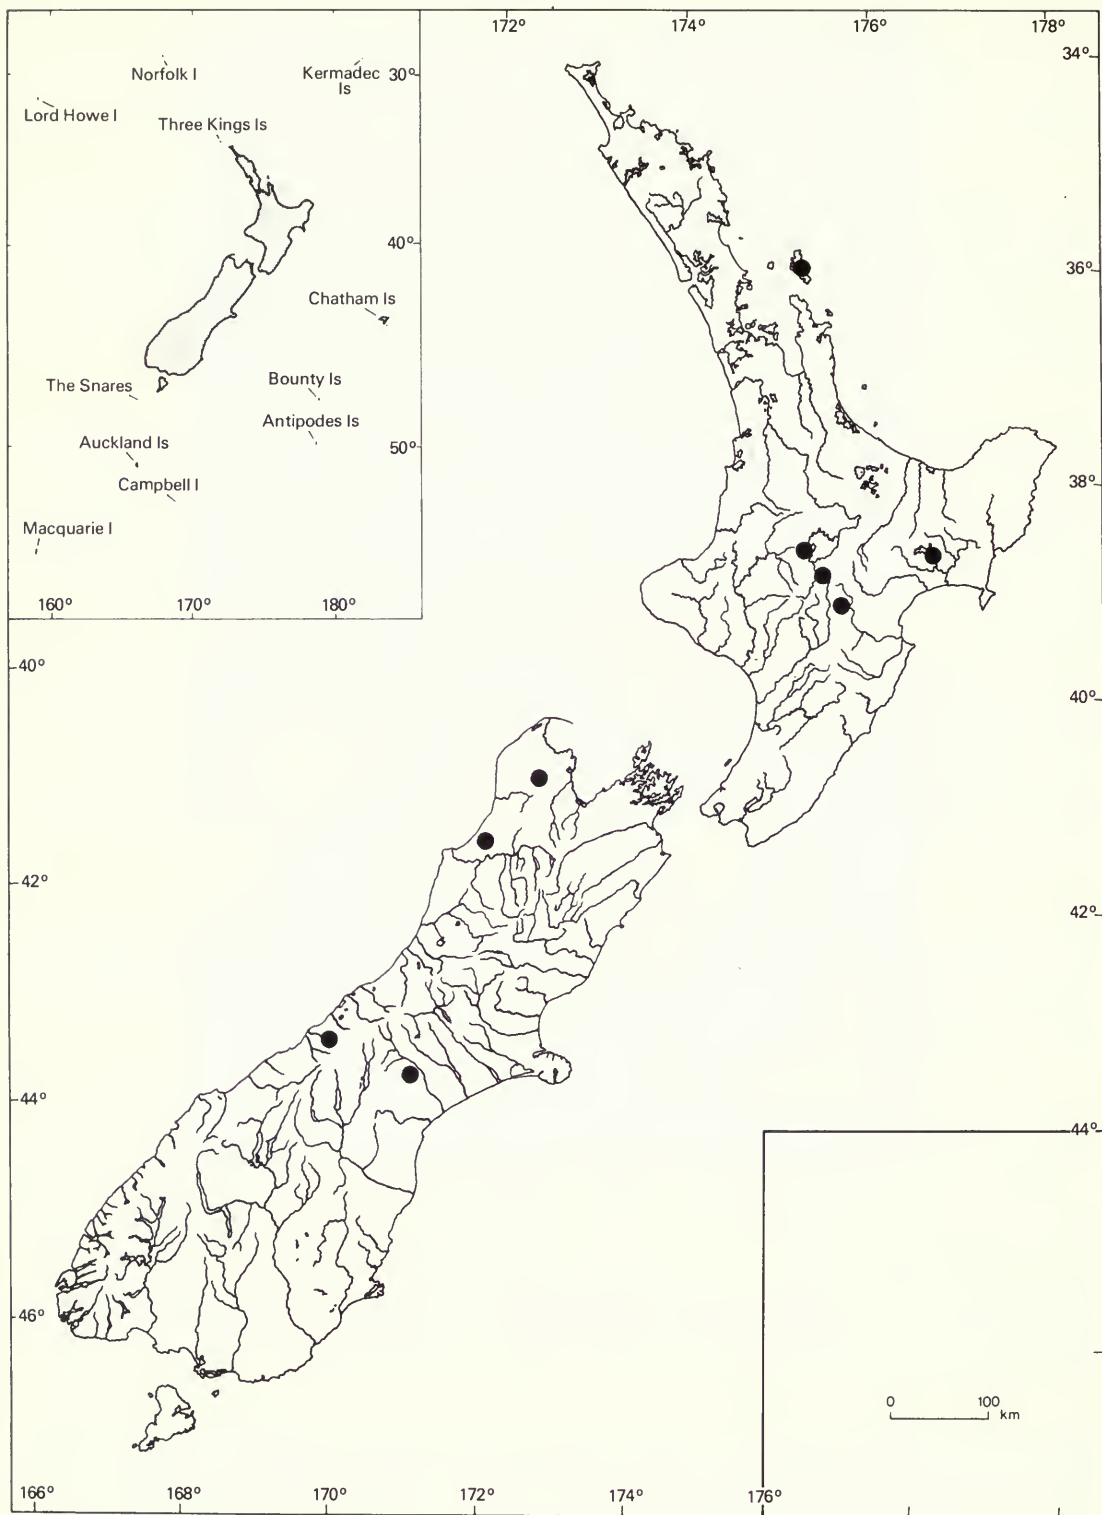 172° 174° 176° 178°
34°
Norfolk I
Kermadec
Is
30°
Lord Howe I
Three Kings Is
40°
Chatham Is
36°
The Snares
Bounty Is
Antipodes Is
Auckland Is
50°
Campbell I
38°
Macquarie I
160° 170° 180°
40°
40°
42°
42°
44°
44°
46°
0 100
km
166° 168° 170° 172° 174° 176°